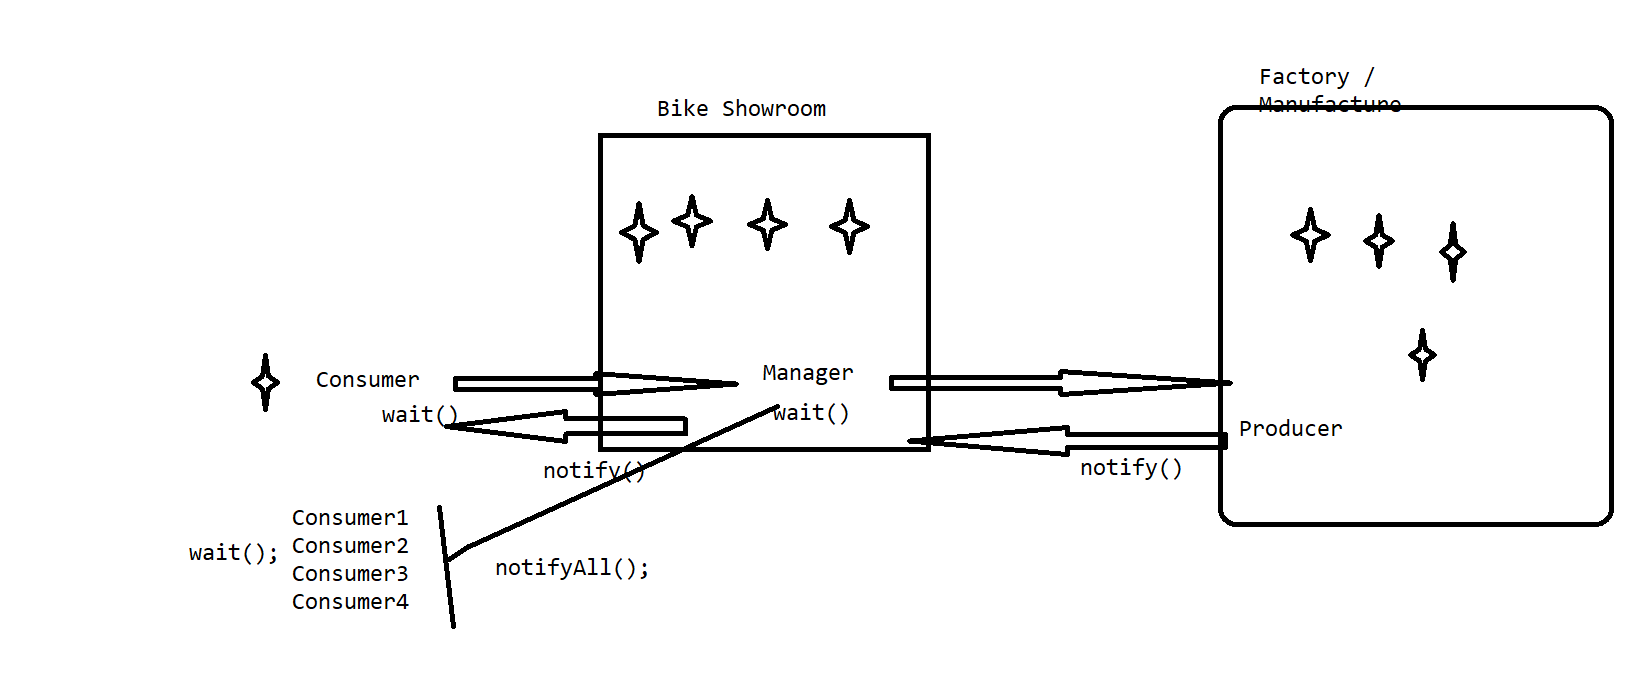 Factory /
Manufacture
Bike Showroom
Manager
Consumer
wait()
wait()
Producer
notify()
notify()
Consumer1
wait(); Consumer2
Consumer3
Consumer4
notifyAll();